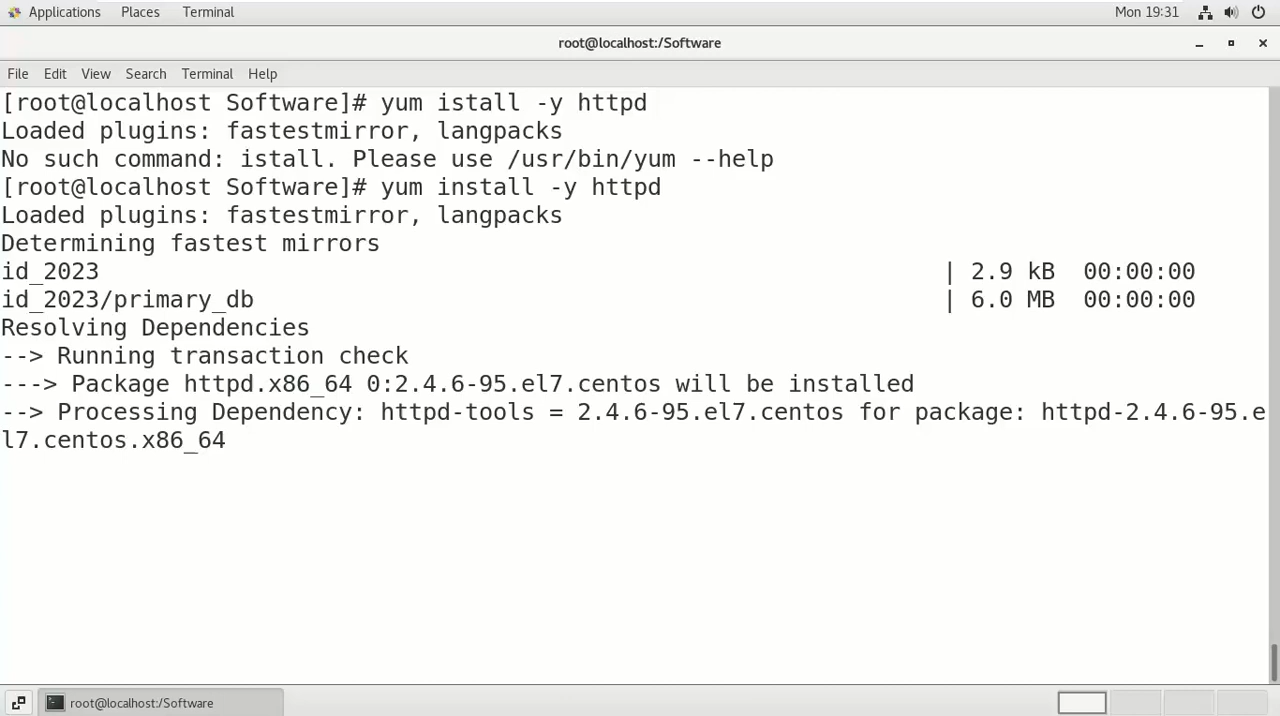 Applications Places Terminal Mon 19:31
root@localhost:/Software
File Edit View Search Terminal Help
[root@localhost Software]# yum istall -y httpd
Loaded plugins: fastestmirror, langpacks
No such command: istall. Please use /usr/bin/yum --help
[root@localhost Software]# yum install -y httpd
Loaded plugins: fastestmirror, langpacks
Determining fastest mirrors
id_2023 | 2.9 kB 00:00:00
id_2023/primary_db | 6.0 MB 00:00:00
Resolving Dependencies
--> Running transaction check
---> Package httpd.x86_64 0:2.4.6-95.el7.centos will be installed
--> Processing Dependency: httpd-tools = 2.4.6-95.el7.centos for package: httpd-2.4.6-95.e
l7.centos.x86_64
root@localhost:/Software